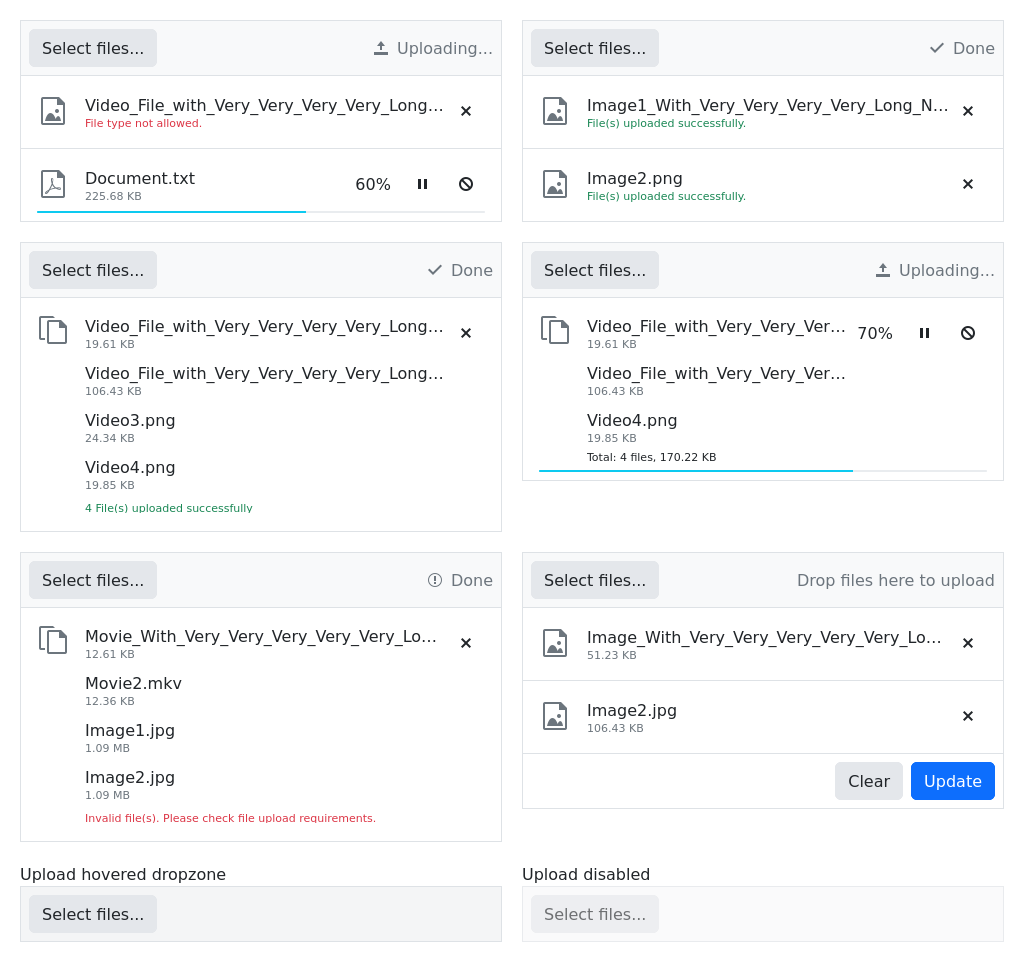 Select files...
Uploading...
Video_File_with_Very_Very_Very_Very_Long...
File type not allowed.
Document.txt
225.68 KB
60%
Select files...
Done
Image1_With_Very_Very_Very_Very_Long_N...
File(s) uploaded successfully.
Image2.png
File(s) uploaded successfully.
Select files...
Done
Video_File_with_Very_Very_Very_Very_Long...
19.61 KB
Video_File_with_Very_Very_Very_Very_Long...
106.43 KB
Video3.png
24.34 KB
Video4.png
19.85 KB
4 File(s) uploaded successfully
Select files...
Uploading...
Video_File_with_Very_Very_Ver...
19.61 KB
70%
Video_File_with_Very_Very_Ver...
106.43 KB
Video4.png
19.85 KB
Total: 4 files, 170.22 KB
Select files...
Done
Movie_With_Very_Very_Very_Very_Very_Lo...
12.61 KB
Movie2.mkv
12.36 KB
Image1.jpg
1.09 MB
Image2.jpg
1.09 MB
Invalid file(s). Please check file upload requirements.
Select files...
Drop files here to upload
Image_With_Very_Very_Very_Very_Very_Lo...
51.23 KB
Image2.jpg
106.43 KB
Clear
Update
Upload hovered dropzone
Select files...
Upload disabled
Select files...